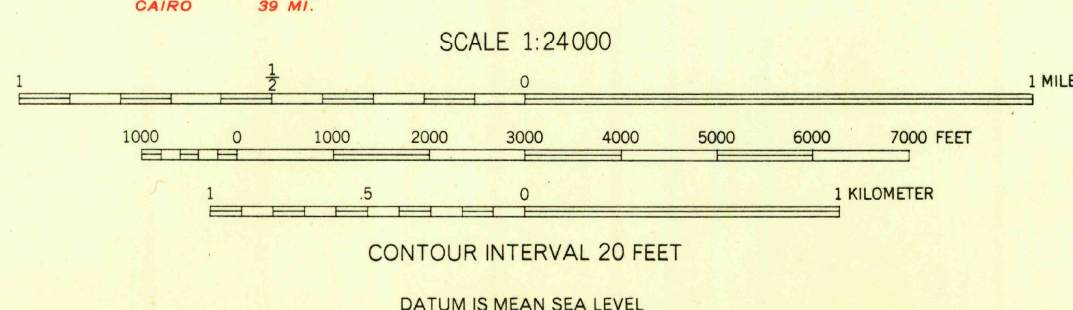 CAIRO 39 MI.
SCALE 1:24000
1 1/2 0 1 MILE
1000 0 1000 2000 3000 4000 5000 6000 7000 FEET
1 .5 0 1 KILOMETER
CONTOUR INTERVAL 20 FEET
DATUM IS MEAN SEA LEVEL